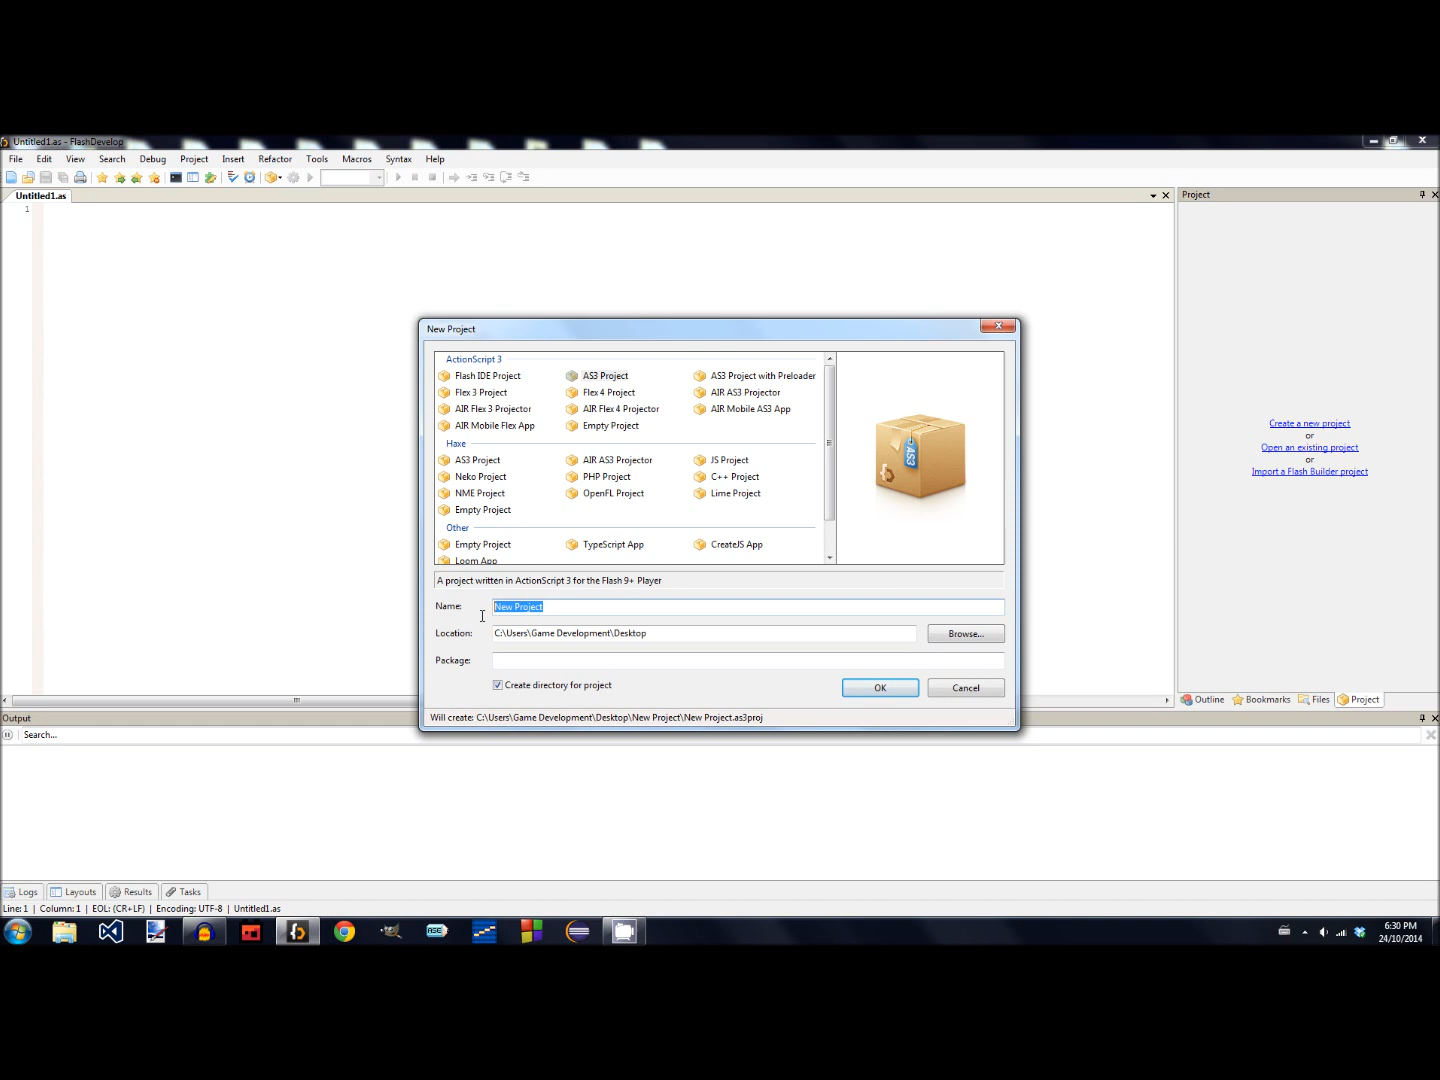 Untitled1.as - FlashDevelop
File Edit View Search Debug Project Insert Refactor Tools Macros Syntax Help
Untitled1.as
Project
1
New Project
ActionScript 3
Flash IDE Project AS3 Project AS3 Project with Preloader
Flex 3 Project Flex 4 Project AIR AS3 Projector
AIR Flex 3 Projector AIR Flex 4 Projector AIR Mobile AS3 App
AIR Mobile Flex App Empty Project
Haxe
AS3 Project AIR AS3 Projector JS Project
Neko Project PHP Project C++ Project
NME Project OpenFL Project Lime Project
Empty Project
Other
Empty Project TypeScript App CreateJS App
Loom App
AS3
A project written in ActionScript 3 for the Flash 9+ Player
Name: New Project
Location: C:\Users\Game Development\Desktop Browse...
Package:
Create directory for project OK Cancel
Will create: C:\Users\Game Development\Desktop\New Project\New Project.as3proj
Create a new project
or
Open an existing project
or
Import a Flash Builder project
Outline Bookmarks Files Project
Output
Search...
Logs Layouts Results Tasks
Line: 1 | Column: 1 | EOL: (CR+LF) | Encoding: UTF-8 | Untitled1.as
ASE
6:30 PM
24/10/2014